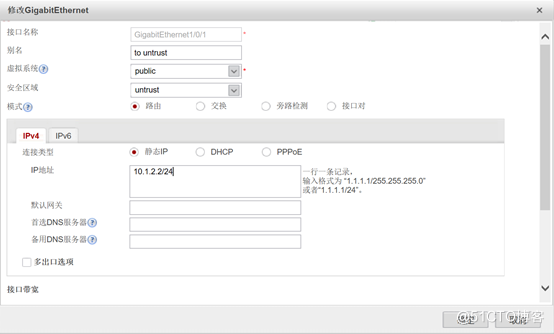 修改GigabitEthernet
接口名称 GigabitEthernet1/0/1 *
别名 to untrust
虚拟系统 public *
安全区域 untrust
模式 路由 交换 旁路检测 接口对
IPv4 IPv6
连接类型 静态IP DHCP PPPoE
IP地址 10.1.2.2/24 一行一条记录,
输入格式为 “1.1.1.1/255.255.255.0”
或者“1.1.1.1/24”。
默认网关
首选DNS服务器
备用DNS服务器
多出口选项
接口带宽
@51CTO博客